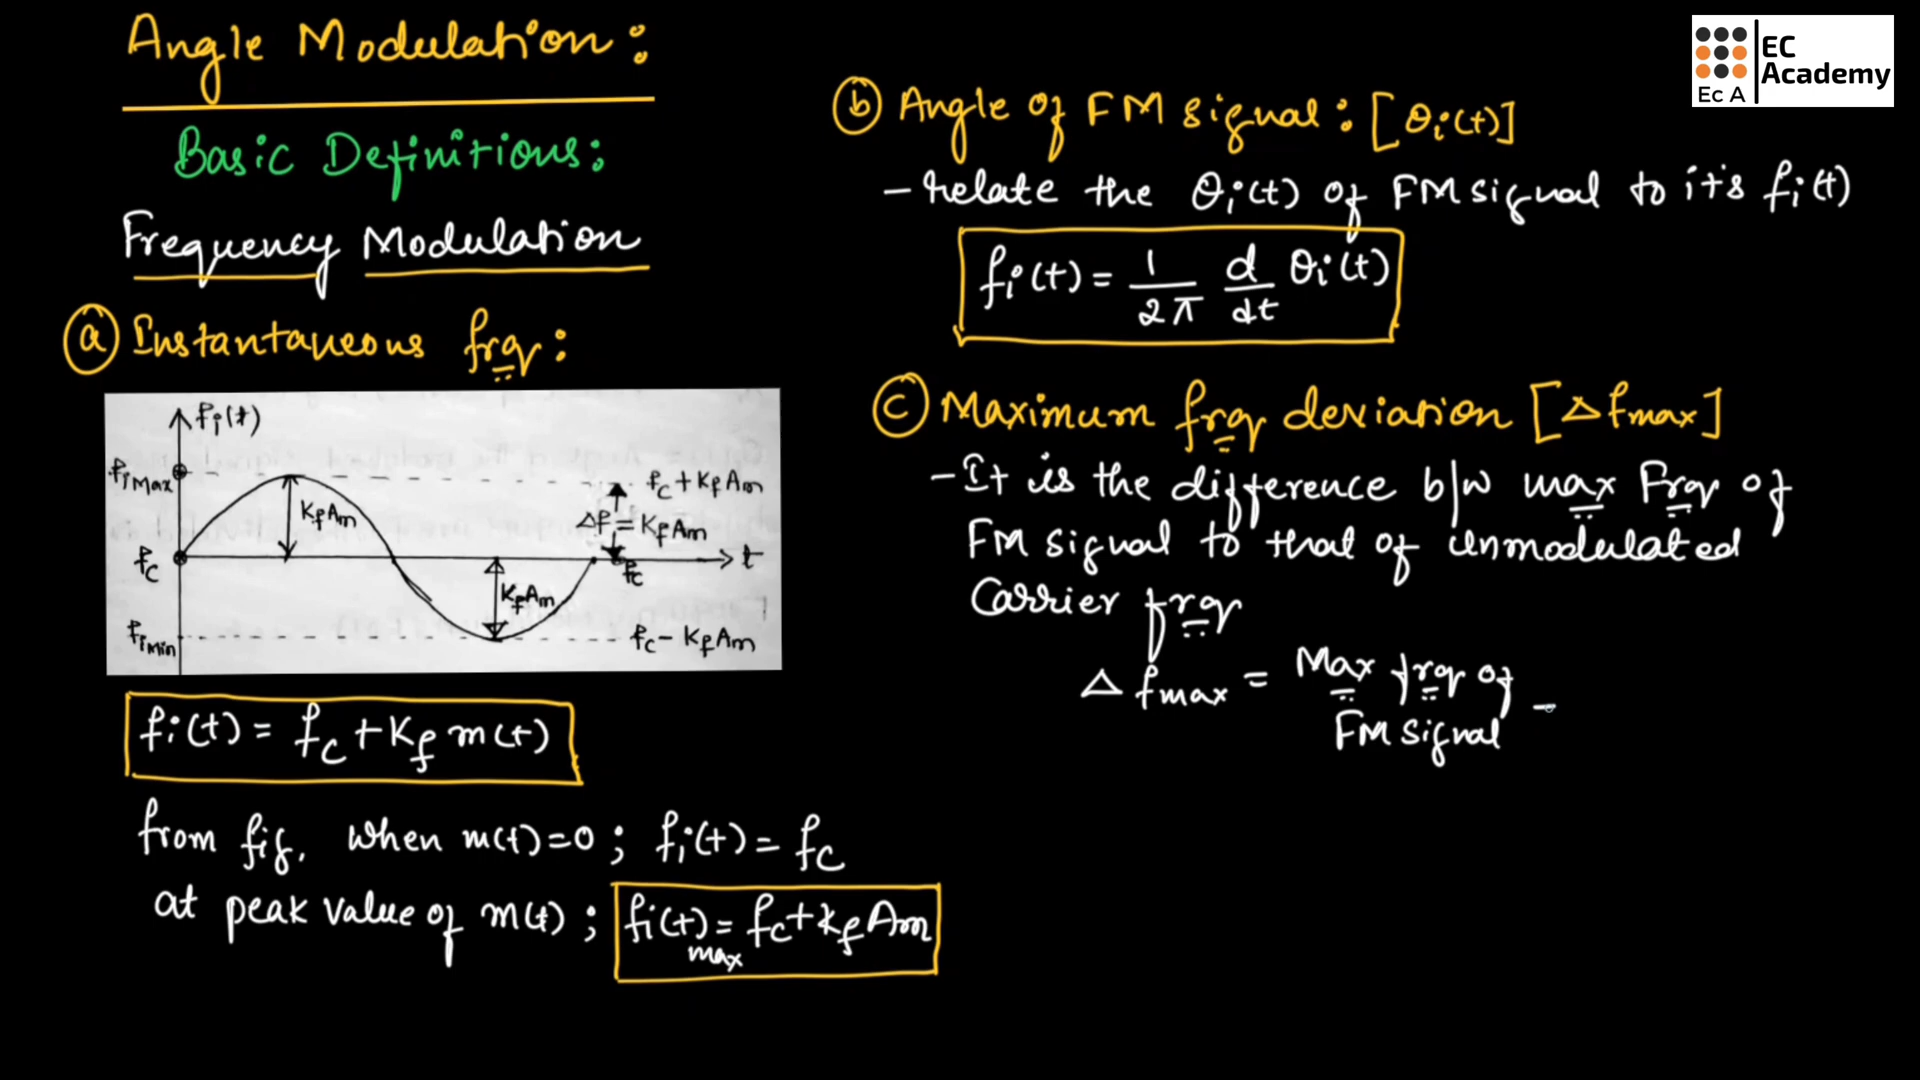 Angle Modulation:
Basic Definitions:
Frequency Modulation
(a) Instantaneous frq:
fi(t)
fiMax
fc + KfAm
KfAm
Δf = KfAm
fc
t
fc
KfAm
fiMin
fc - KfAm
fi(t) = fc + Kf m(t)
from fig, when m(t)=0 ; fi(t) = fc
at peak value of m(t) ; fi(t)max = fc + kf Am
EC
Academy
Ec A
(b) Angle of FM signal: [θi(t)]
- relate the θi(t) of FM signal to it's fi(t)
fi(t) = 1/2π d/dt θi(t)
(c) Maximum frq deviation [Δfmax]
- It is the difference b/w max Frq of
FM signal to that of unmodulated
Carrier frq
Δfmax = Max frq of -
FM signal